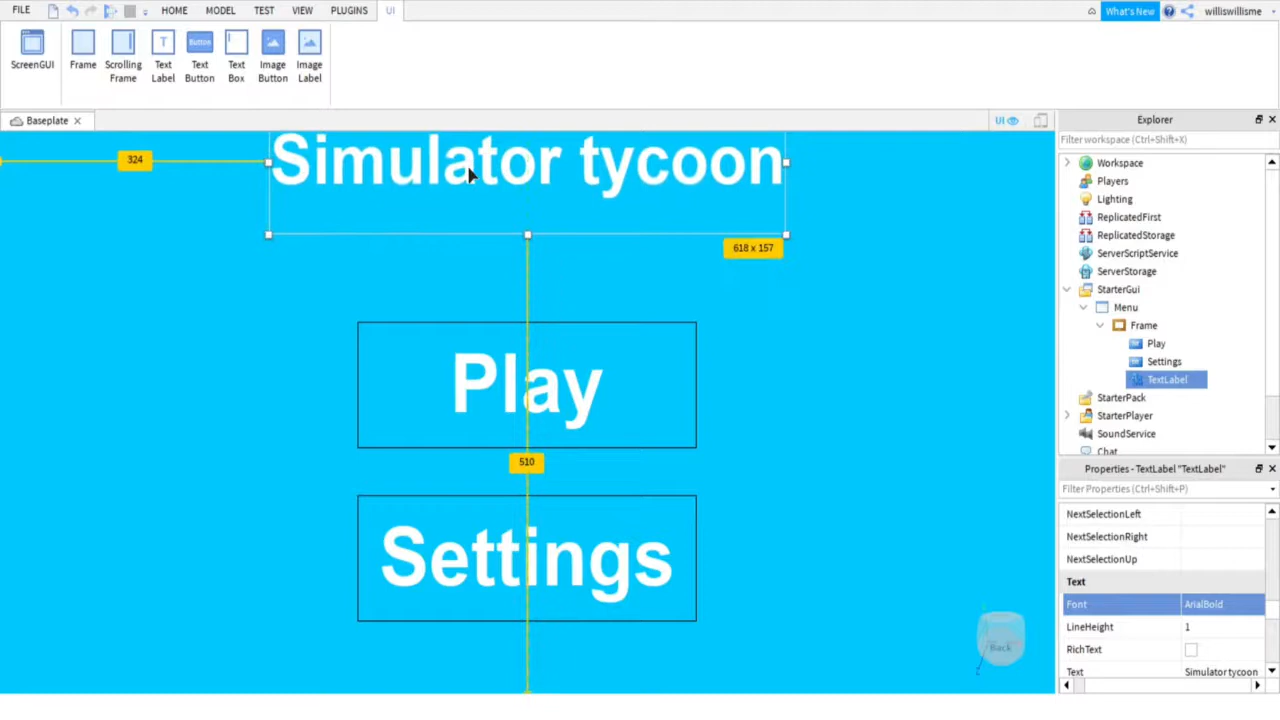 FILE HOME MODEL TEST VIEW PLUGINS UI What's New williswillisme
ScreenGUI Frame Scrolling Frame Text Label Text Button Button Text Box Image Button Image Label
Baseplate UI Explorer
Filter workspace (Ctrl+Shift+X)
324
Simulator tycoon
618 x 157
Play
510
Settings
Back
Workspace
Players
Lighting
ReplicatedFirst
ReplicatedStorage
ServerScriptService
ServerStorage
StarterGui
Menu
Frame
Play
Settings
TextLabel
StarterPack
StarterPlayer
SoundService
Chat
Properties - TextLabel "TextLabel"
Filter Properties (Ctrl+Shift+P)
NextSelectionLeft
NextSelectionRight
NextSelectionUp
Text
Font ArialBold
LineHeight 1
RichText
Text Simulator tycoon